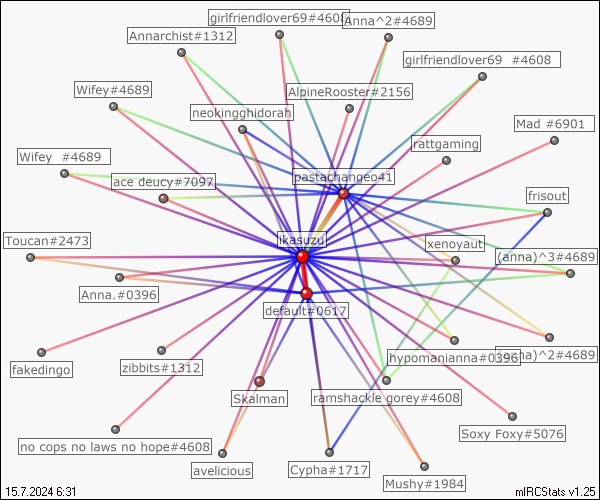 girlfriendlover69#4608
Anna^2#4689
Annarchist#1312
girlfriendlover69 #4608
Wifey#4689
AlpineRooster#2156
neokingghidorah
Mad #6901
rattgaming
Wifey #4689
pastachangeo41
ace deucy#7097
frisout
ikasuzu
Toucan#2473
xenoyaut
(anna)^3#4689
Anna.#0396
default#0617
hypomanianna#0396
)^2#4689
fakedingo
zibbits#1312
Skalman
ramshackle gorey#4608
Soxy Foxy#5076
no cops no laws no hope#4608
avelicious
Cypha#1717
Mushy#1984
15.7.2024 6:31
mIRCStats v1.25